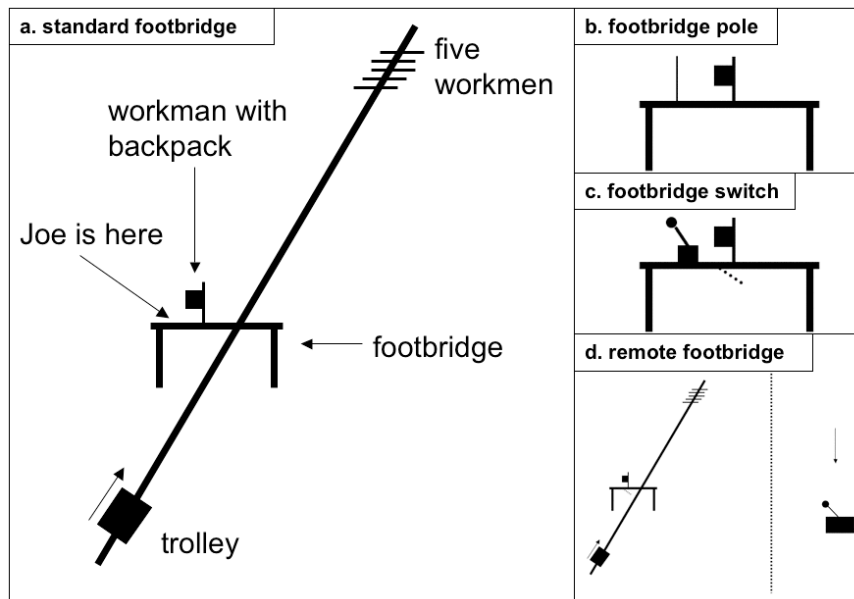 a. standard footbridge
five
workmen
workman with
backpack
Joe is here
footbridge
trolley
b. footbridge pole
c. footbridge switch
d. remote footbridge